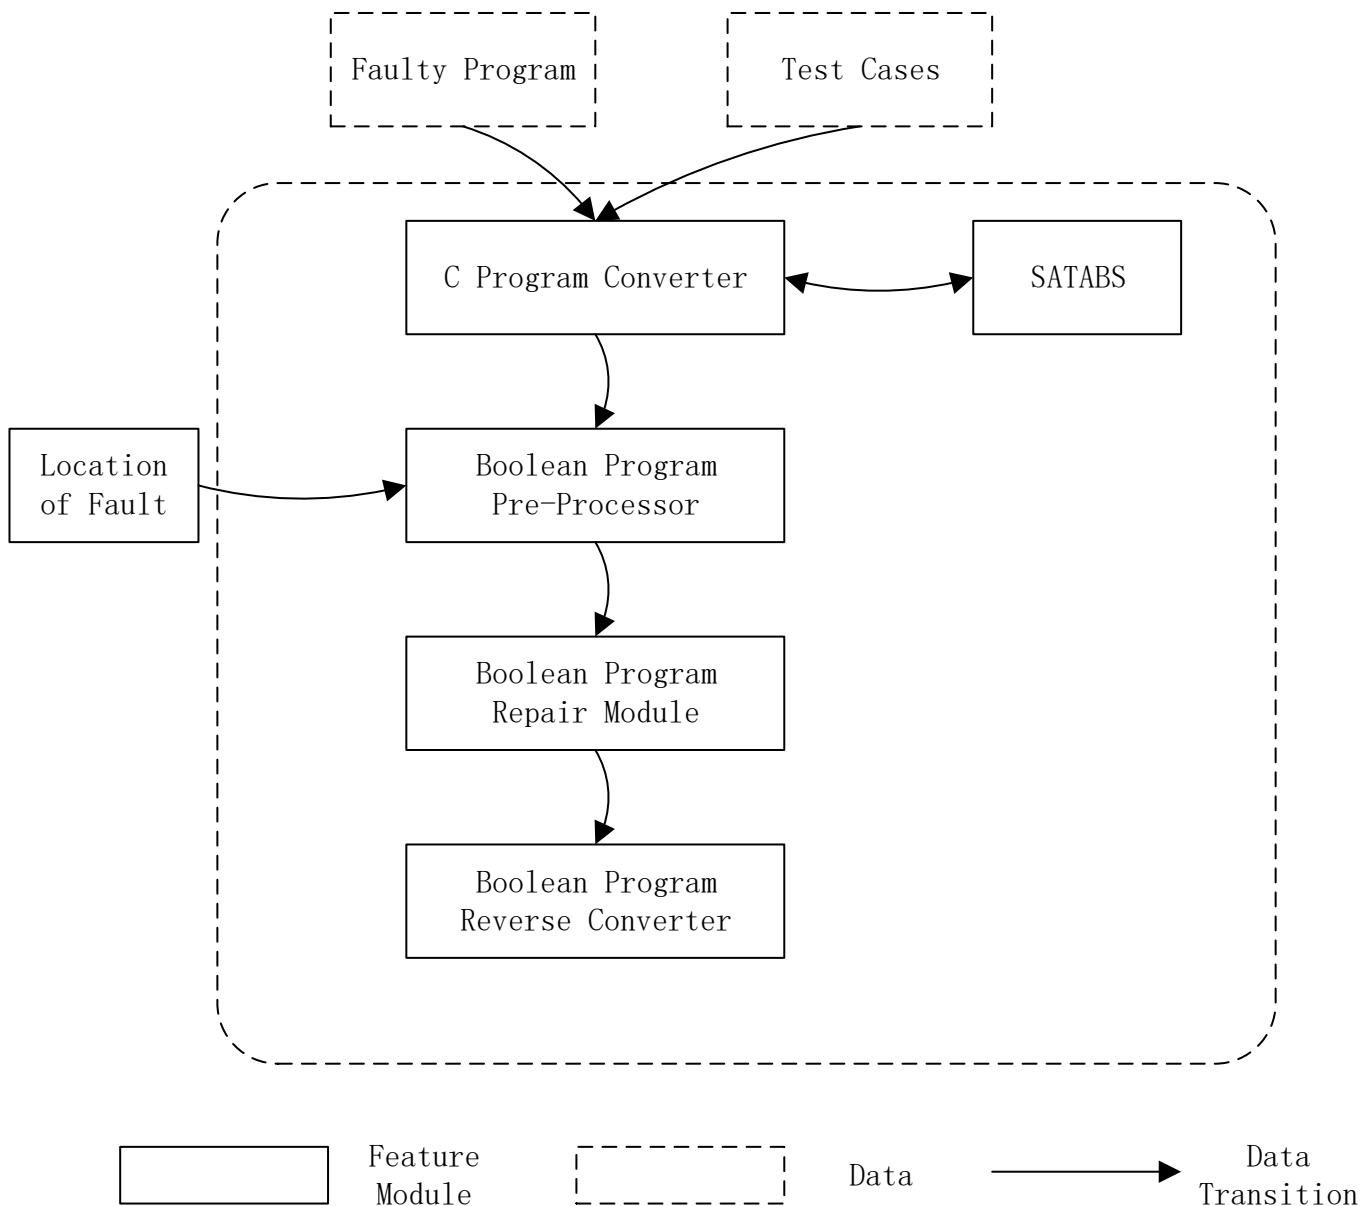 Faulty Program
Test Cases
C Program Converter
SATABS
Location
of Fault
Boolean Program
Pre-Processor
Boolean Program
Repair Module
Boolean Program
Reverse Converter
Feature
Module
Data
Data
Transition